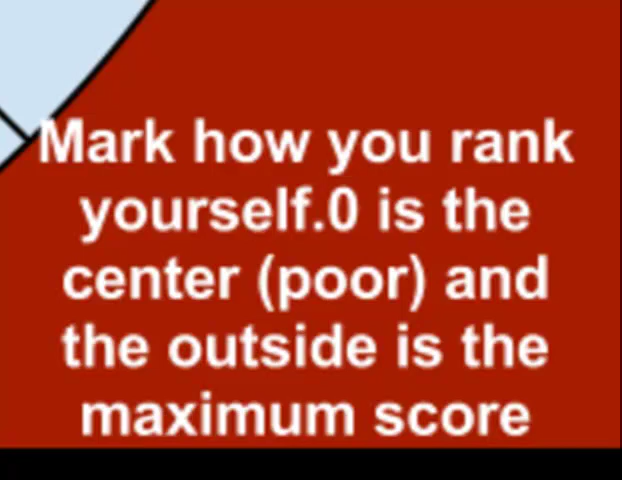 Mark how you rank
yourself.0 is the
center (poor) and
the outside is the
maximum score